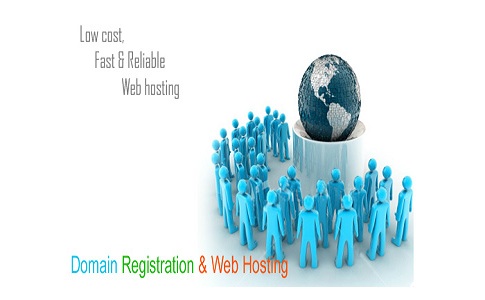 Low cost,
Fast & Reliable
Web hosting
Domain Registration & Web Hosting